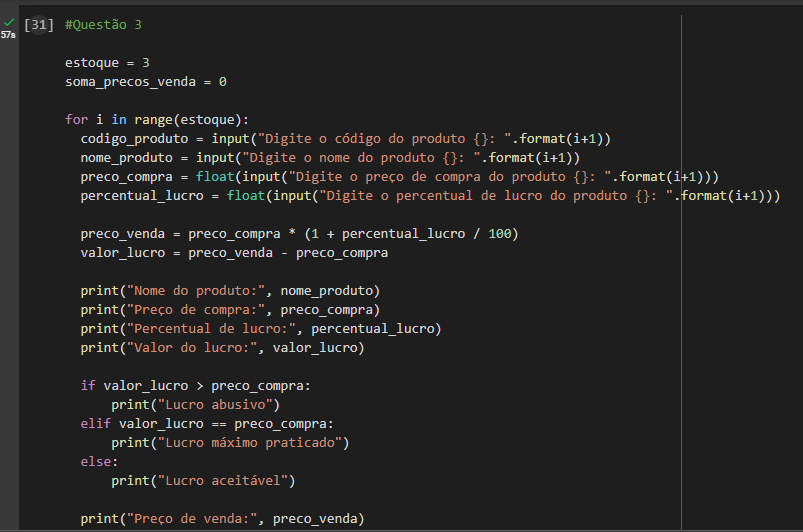 [31] #Questão 3
57s
estoque = 3
soma_precos_venda = 0
for i in range(estoque):
  codigo_produto = input("Digite o código do produto {}: ".format(i+1))
  nome_produto = input("Digite o nome do produto {}: ".format(i+1))
  preco_compra = float(input("Digite o preço de compra do produto {}: ".format(i+1)))
  percentual_lucro = float(input("Digite o percentual de lucro do produto {}: ".format(i+1)))
  preco_venda = preco_compra * (1 + percentual_lucro / 100)
  valor_lucro = preco_venda - preco_compra
  print("Nome do produto:", nome_produto)
  print("Preço de compra:", preco_compra)
  print("Percentual de lucro:", percentual_lucro)
  print("Valor do lucro:", valor_lucro)
  if valor_lucro > preco_compra:
      print("Lucro abusivo")
  elif valor_lucro == preco_compra:
      print("Lucro máximo praticado")
  else:
      print("Lucro aceitável")
  print("Preço de venda:", preco_venda)